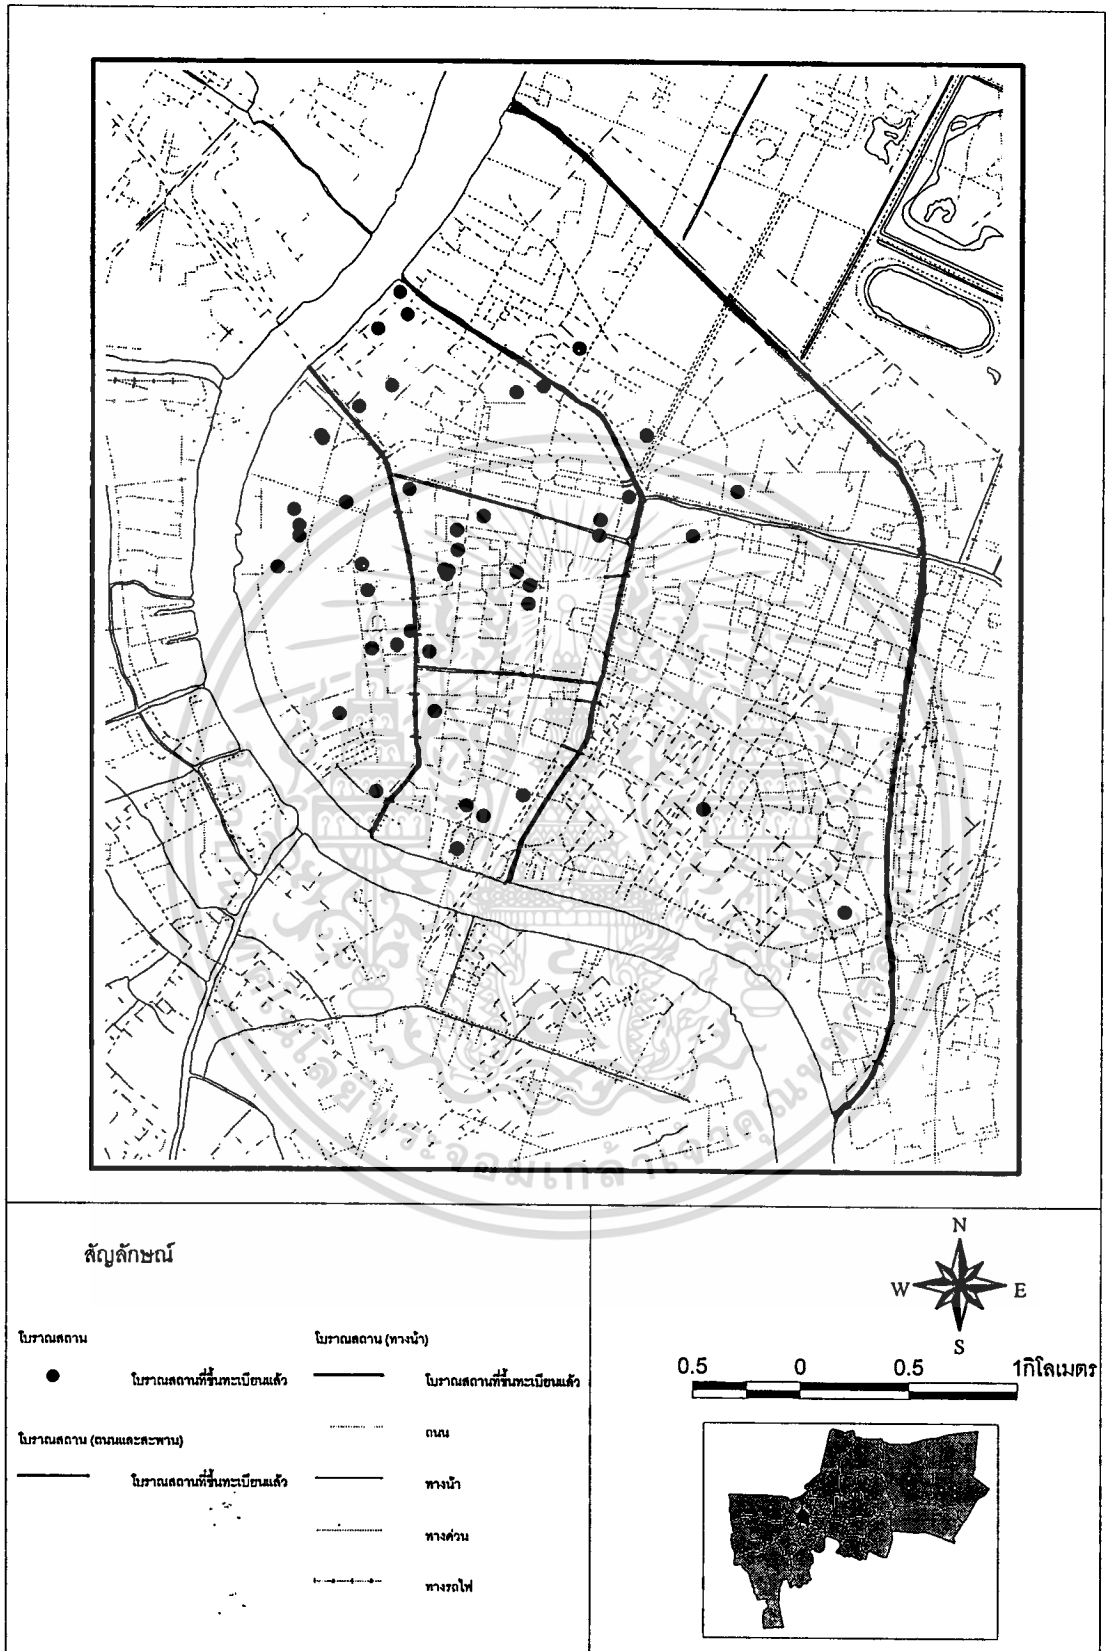 สัญลักษณ์
โบราณสถาน
● โบราณสถานที่ขึ้นทะเบียนแล้ว
โบราณสถาน (ถนนและสะพาน)
โบราณสถานที่ขึ้นทะเบียนแล้ว
โบราณสถาน (ทางน้ำ)
โบราณสถานที่ขึ้นทะเบียนแล้ว
ถนน
ทางน้ำ
ทางด่วน
ทางรถไฟ
N
W E
S
0.5 0 0.5 1กิโลเมตร